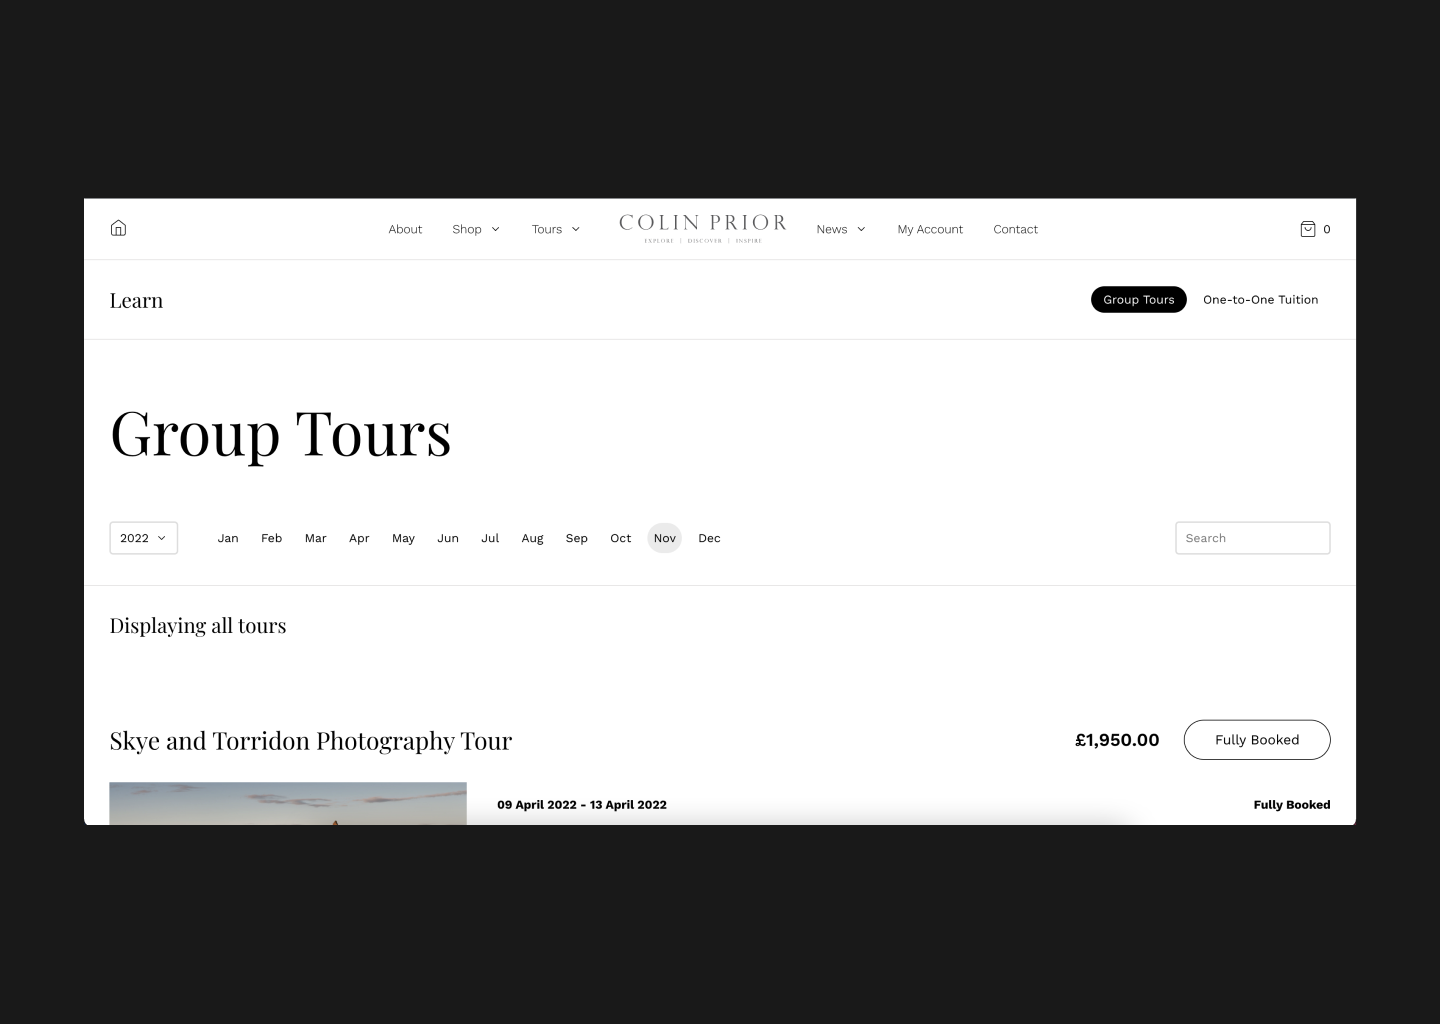 About Shop Tours COLIN PRIOR News My Account Contact 0
EXPLORE | DISCOVER | INSPIRE
Learn Group Tours One-to-One Tuition
Group Tours
2022 Jan Feb Mar Apr May Jun Jul Aug Sep Oct Nov Dec Search
Displaying all tours
Skye and Torridon Photography Tour £1,950.00 Fully Booked
09 April 2022 - 13 April 2022 Fully Booked